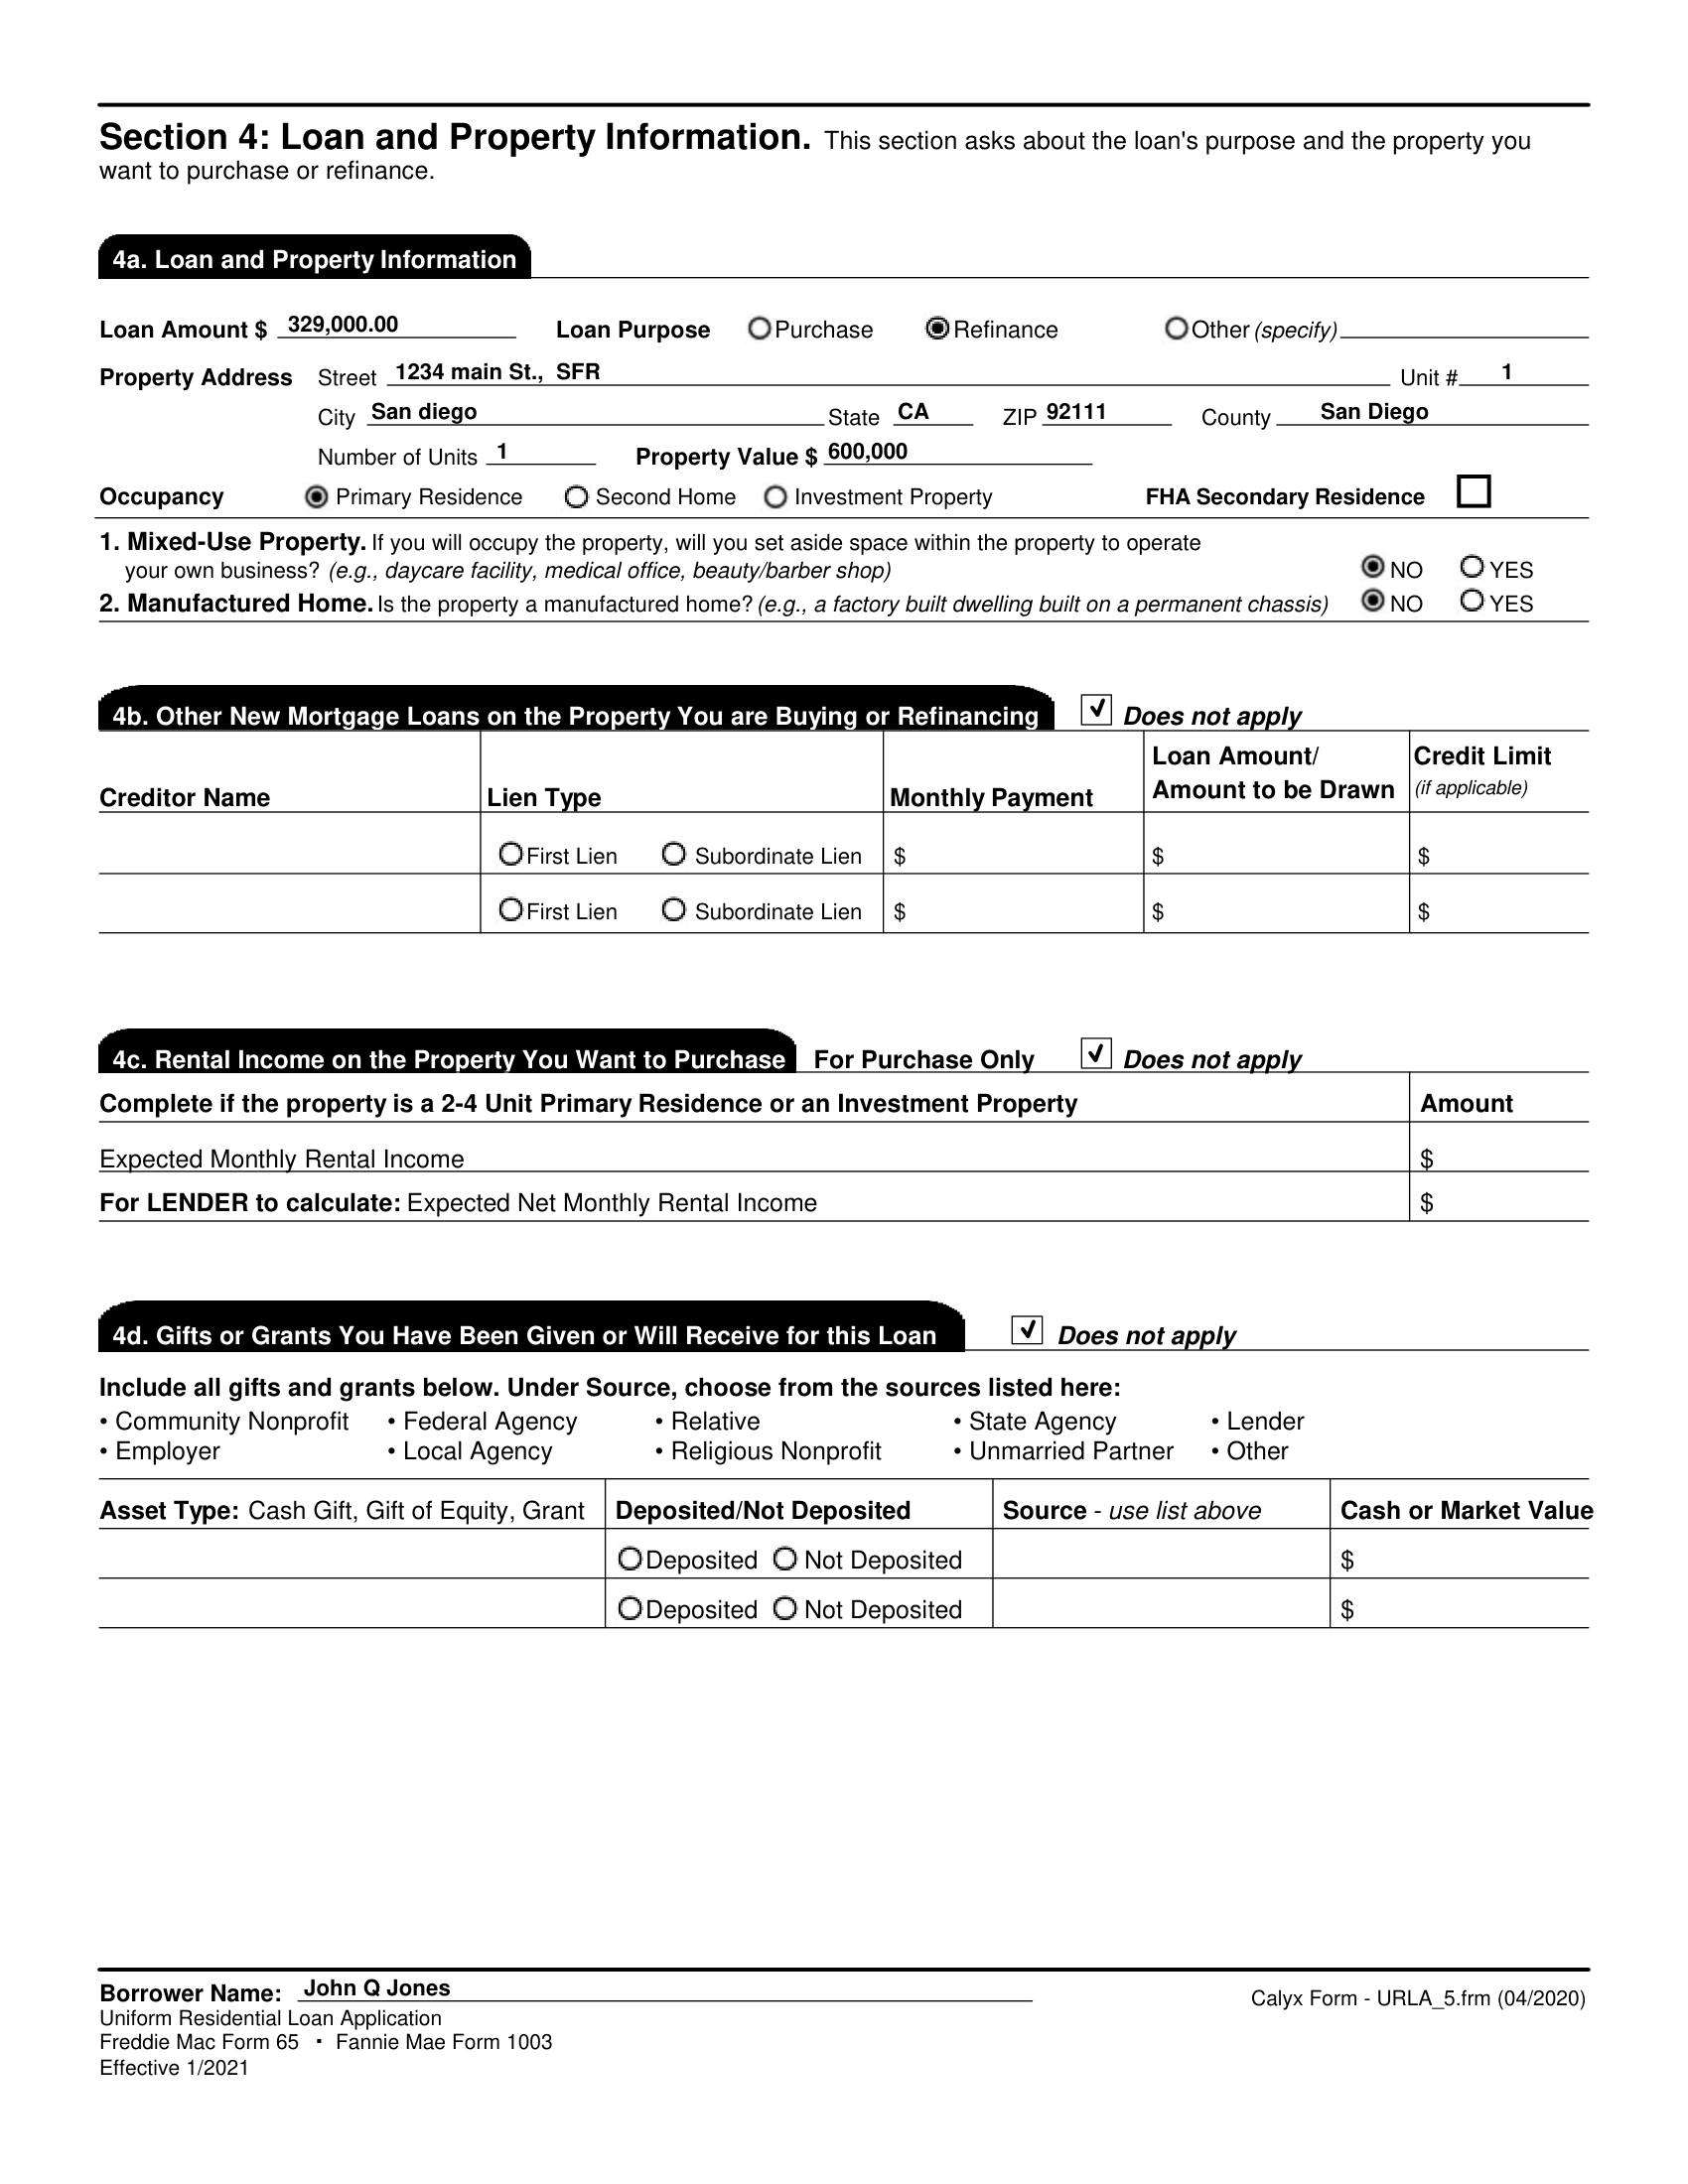 Section 4: Loan and Property Information. This section asks about the loan's purpose and the property you
want to purchase or refinance.
4a. Loan and Property Information
Loan Amount $ 329,000.00 Loan Purpose Purchase Refinance Other (specify)
Property Address Street 1234 main St., SFR Unit # 1
City San diego State CA ZIP 92111 County San Diego
Number of Units 1 Property Value $ 600,000
Occupancy Primary Residence Second Home Investment Property FHA Secondary Residence
1. Mixed-Use Property. If you will occupy the property, will you set aside space within the property to operate
your own business? (e.g., daycare facility, medical office, beauty/barber shop) NO YES
2. Manufactured Home. Is the property a manufactured home? (e.g., a factory built dwelling built on a permanent chassis) NO YES
4b. Other New Mortgage Loans on the Property You are Buying or Refinancing Does not apply
Creditor Name Lien Type Monthly Payment Loan Amount/ Credit Limit
Amount to be Drawn (if applicable)
First Lien Subordinate Lien $ $ $
First Lien Subordinate Lien $ $ $
4c. Rental Income on the Property You Want to Purchase For Purchase Only Does not apply
Complete if the property is a 2-4 Unit Primary Residence or an Investment Property Amount
Expected Monthly Rental Income $
For LENDER to calculate: Expected Net Monthly Rental Income $
4d. Gifts or Grants You Have Been Given or Will Receive for this Loan Does not apply
Include all gifts and grants below. Under Source, choose from the sources listed here:
• Community Nonprofit • Federal Agency • Relative • State Agency • Lender
• Employer • Local Agency • Religious Nonprofit • Unmarried Partner • Other
Asset Type: Cash Gift, Gift of Equity, Grant Deposited/Not Deposited Source - use list above Cash or Market Value
Deposited Not Deposited $
Deposited Not Deposited $
Borrower Name: John Q Jones Calyx Form - URLA_5.frm (04/2020)
Uniform Residential Loan Application
Freddie Mac Form 65 ▪ Fannie Mae Form 1003
Effective 1/2021